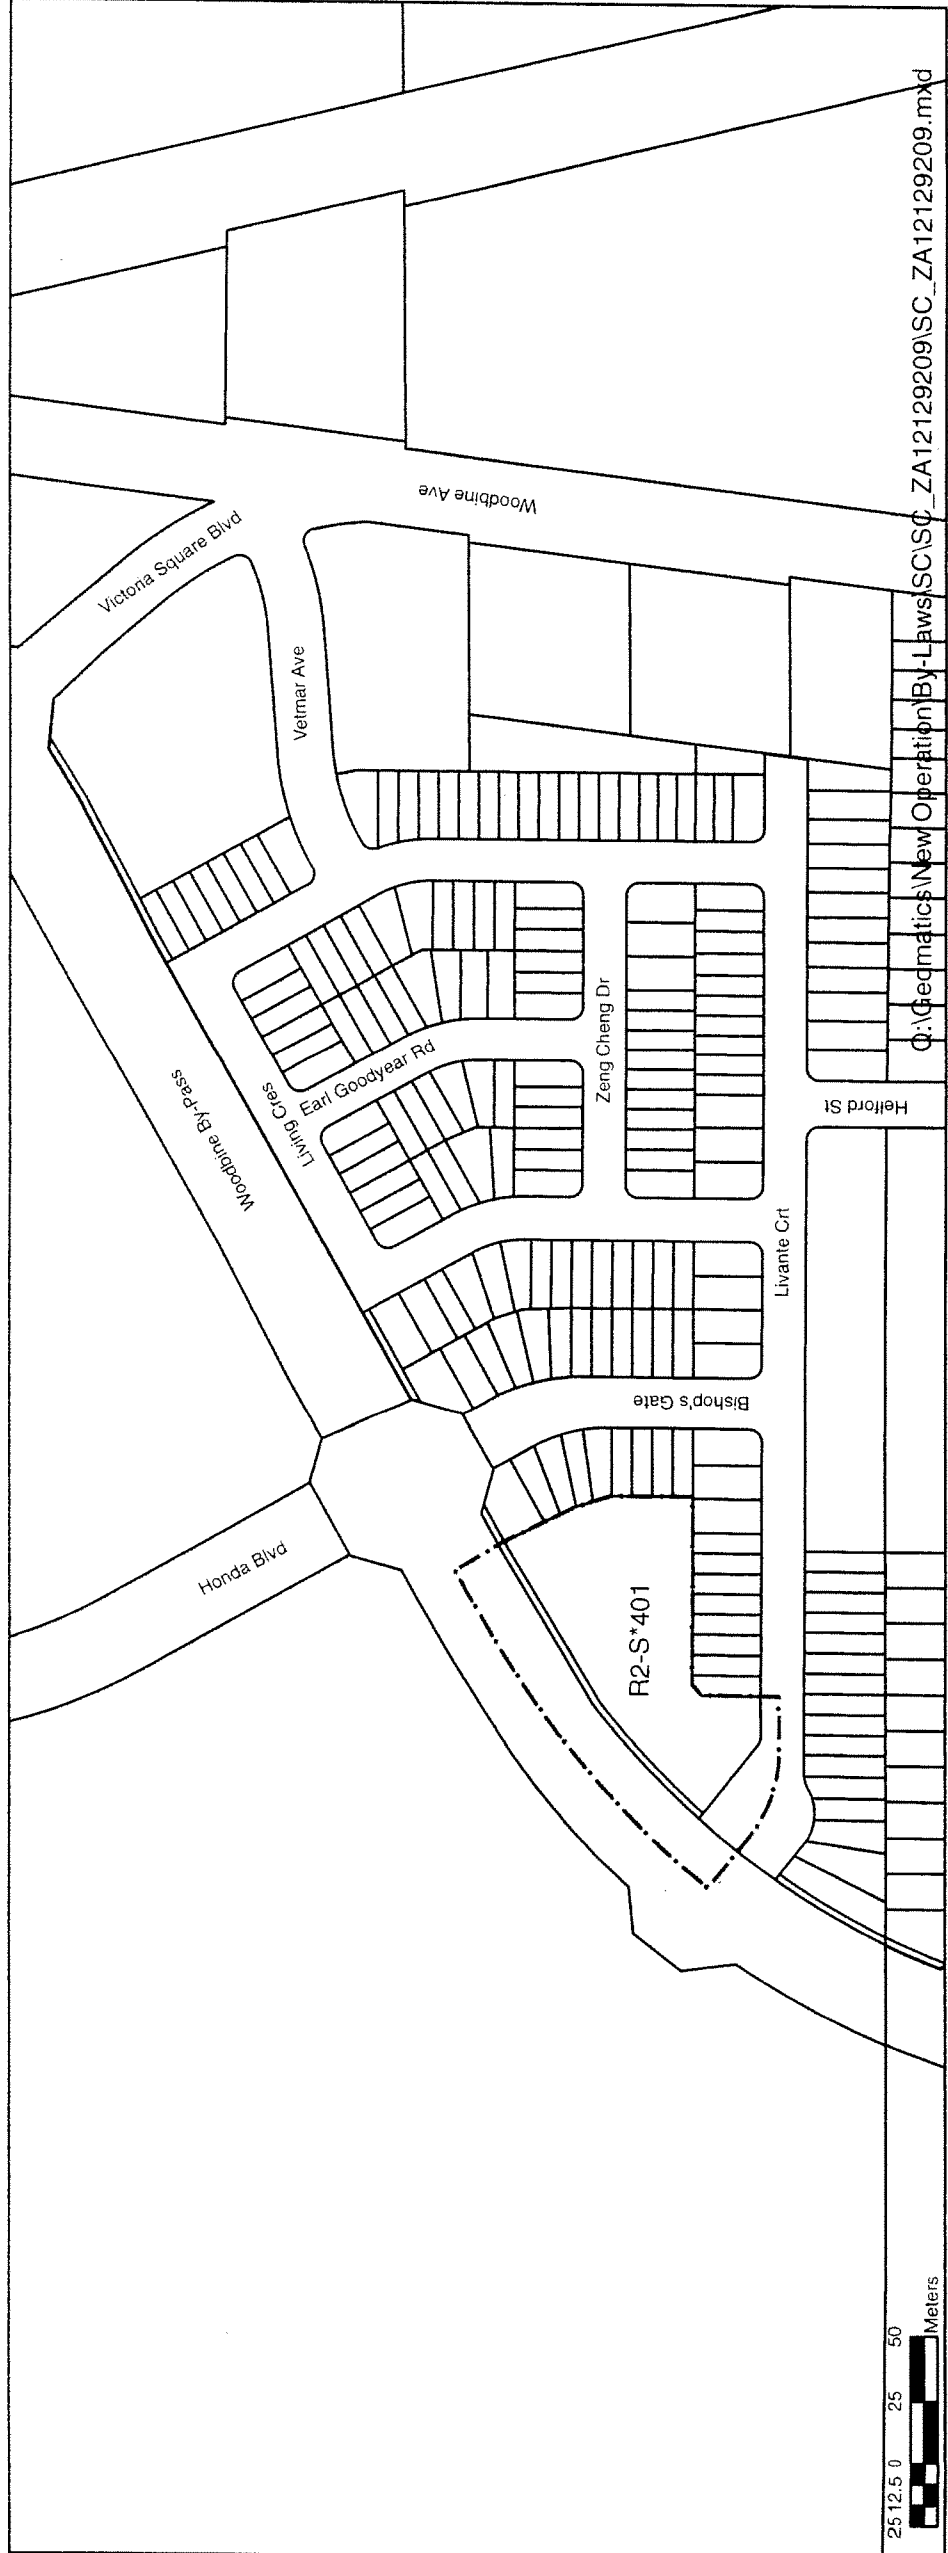 Victoria Square Blvd
Woodbine Ave
Vetmar Ave
Woodbine By-Pass
Living Cres
Earl Goodyear Rd
Zeng Cheng Dr
Helford St
Livante Crt
Bishop's Gate
Honda Blvd
R2-S*401
Q:\Geomatics\New Operation\By-Laws\SC\SC_ZA12129209\SC_ZA12129209.mxd
25 12.5 0 25 50
Meters